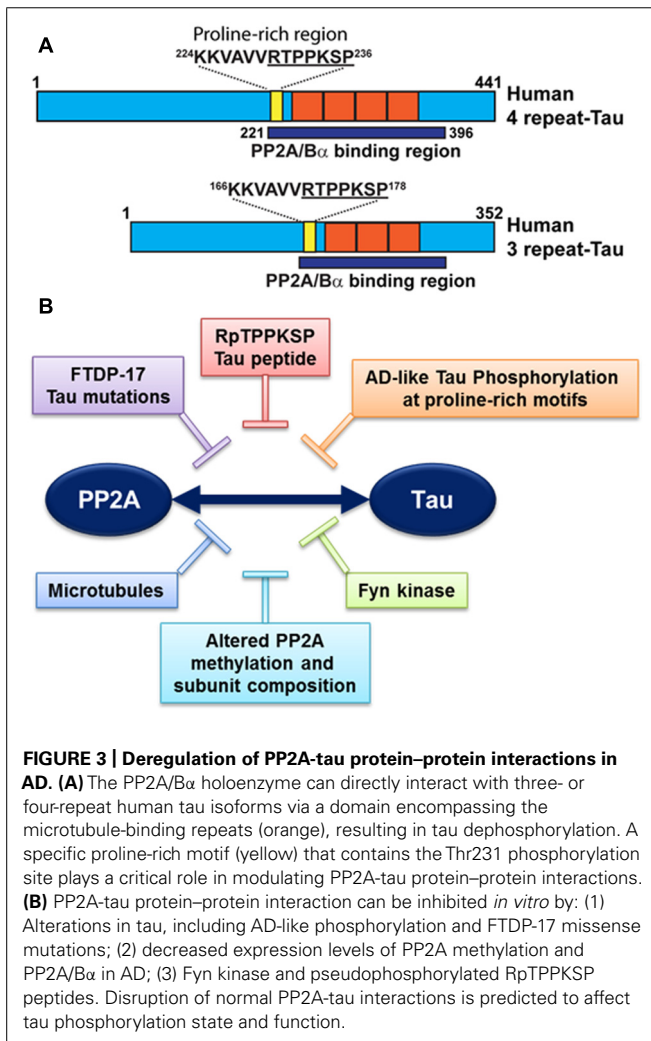 A
Proline-rich region
224KKVAVVRTPPKSP236
1
441
Human
4 repeat-Tau
221
396
PP2A/Bα binding region
166KKVAVVRTPPKSP178
1
352
Human
3 repeat-Tau
PP2A/Bα binding region
B
RpTPPKSP
Tau peptide
FTDP-17
Tau mutations
AD-like Tau Phosphorylation
at proline-rich motifs
PP2A
Tau
Microtubules
Fyn kinase
Altered PP2A
methylation and
subunit composition
FIGURE 3 | Deregulation of PP2A-tau protein–protein interactions in
AD. (A) The PP2A/Bα holoenzyme can directly interact with three- or
four-repeat human tau isoforms via a domain encompassing the
microtubule-binding repeats (orange), resulting in tau dephosphorylation. A
specific proline-rich motif (yellow) that contains the Thr231 phosphorylation
site plays a critical role in modulating PP2A-tau protein–protein interactions.
(B) PP2A-tau protein–protein interaction can be inhibited in vitro by: (1)
Alterations in tau, including AD-like phosphorylation and FTDP-17 missense
mutations; (2) decreased expression levels of PP2A methylation and
PP2A/Bα in AD; (3) Fyn kinase and pseudophosphorylated RpTPPKSP
peptides. Disruption of normal PP2A-tau interactions is predicted to affect
tau phosphorylation state and function.